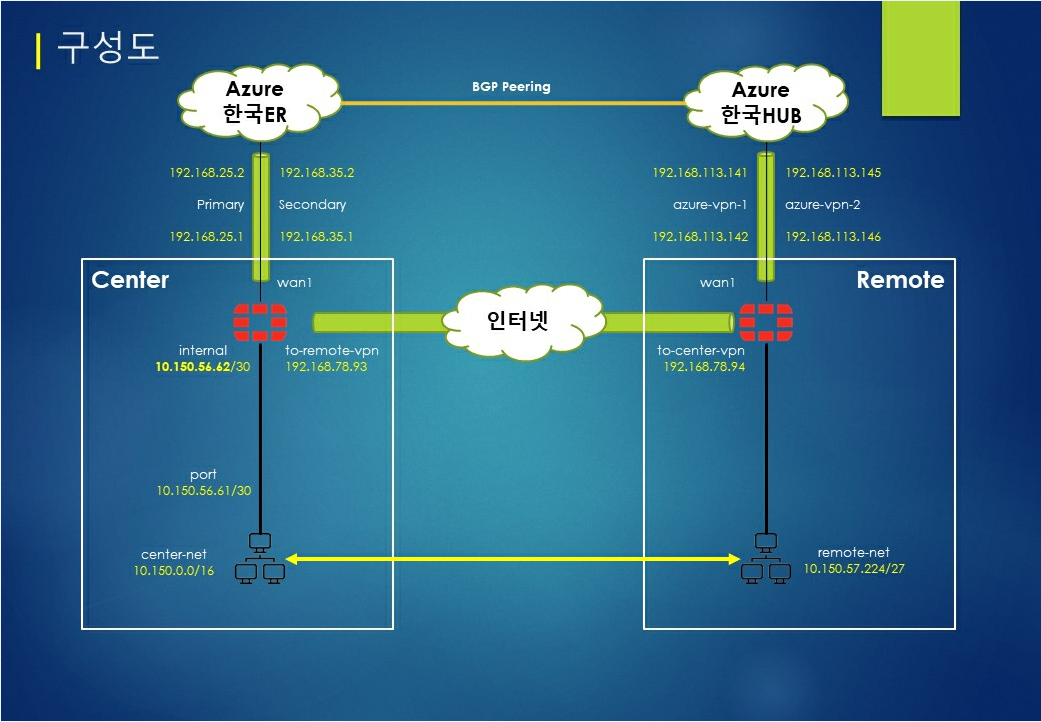 구성도
Azure
한국ER
BGP Peering
Azure
한국HUB
192.168.25.2
192.168.35.2
Primary
Secondary
192.168.25.1
192.168.35.1
192.168.113.141
192.168.113.145
azure-vpn-1
azure-vpn-2
192.168.113.142
192.168.113.146
Center
wan1
인터넷
wan1
Remote
internal
10.150.56.62/30
to-remote-vpn
192.168.78.93
to-center-vpn
192.168.78.94
port
10.150.56.61/30
center-net
10.150.0.0/16
remote-net
10.150.57.224/27